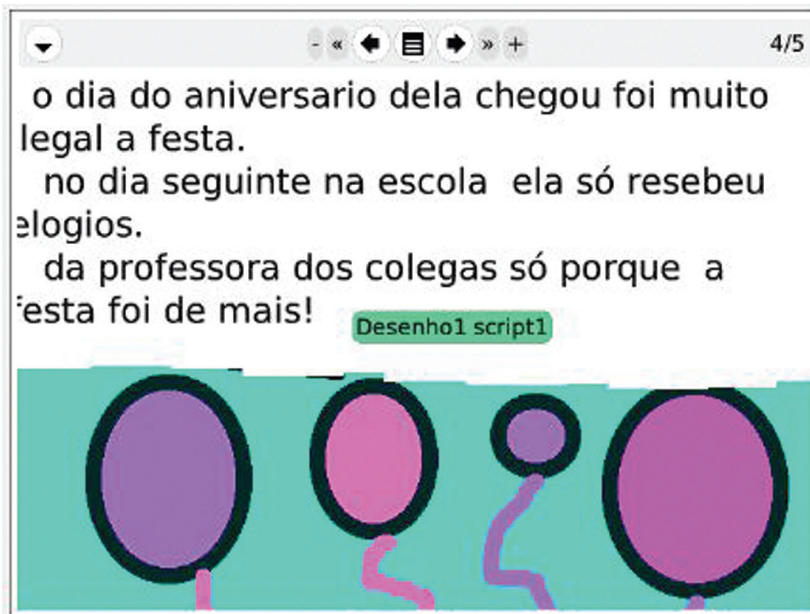 - « » + 4/5
o dia do aniversario dela chegou foi muito
legal a festa.
no dia seguinte na escola ela só resebeu
elogios.
da professora dos colegas só porque a
festa foi de mais!
Desenho1 script1